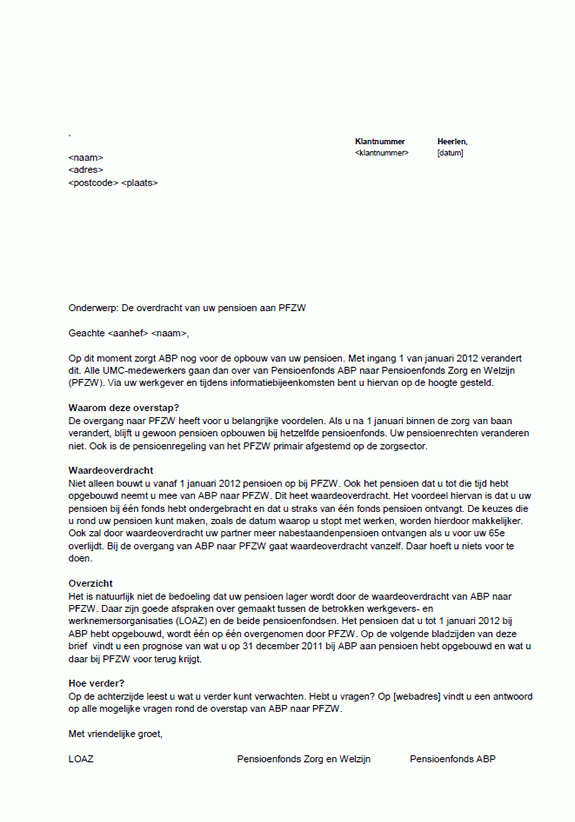 Klantnummer Heerlen,
<klantnummer> [datum]
<naam>
<adres>
<postcode> <plaats>
Onderwerp: De overdracht van uw pensioen aan PFZW
Geachte <aanhef> <naam>,
Op dit moment zorgt ABP nog voor de opbouw van uw pensioen. Met ingang 1 van januari 2012 verandert
dit. Alle UMC-medewerkers gaan dan over van Pensioenfonds ABP naar Pensioenfonds Zorg en Welzijn
(PFZW). Via uw werkgever en tijdens informatiebijeenkomsten bent u hiervan op de hoogte gesteld.
Waarom deze overstap?
De overgang naar PFZW heeft voor u belangrijke voordelen. Als u na 1 januari binnen de zorg van baan
verandert, blijft u gewoon pensioen opbouwen bij hetzelfde pensioenfonds. Uw pensioenrechten veranderen
niet. Ook is de pensioenregeling van het PFZW primair afgestemd op de zorgsector.
Waardeoverdracht
Niet alleen bouwt u vanaf 1 januari 2012 pensioen op bij PFZW. Ook het pensioen dat u tot die tijd hebt
opgebouwd neemt u mee van ABP naar PFZW. Dit heet waardeoverdracht. Het voordeel hiervan is dat u uw
pensioen bij één fonds hebt ondergebracht en dat u straks van één fonds pensioen ontvangt. De keuzes die
u rond uw pensioen kunt maken, zoals de datum waarop u stopt met werken, worden hierdoor makkelijker.
Ook zal door waardeoverdracht uw partner meer nabestaandenpensioen ontvangen als u voor uw 65e
overlijdt. Bij de overgang van ABP naar PFZW gaat waardeoverdracht vanzelf. Daar hoeft u niets voor te
doen.
Overzicht
Het is natuurlijk niet de bedoeling dat uw pensioen lager wordt door de waardeoverdracht van ABP naar
PFZW. Daar zijn goede afspraken over gemaakt tussen de betrokken werkgevers- en
werknemersorganisaties (LOAZ) en de beide pensioenfondsen. Het pensioen dat u tot 1 januari 2012 bij
ABP hebt opgebouwd, wordt één op één overgenomen door PFZW. Op de volgende bladzijden van deze
brief vindt u een prognose van wat u op 31 december 2011 bij ABP aan pensioen hebt opgebouwd en wat u
daar bij PFZW voor terug krijgt.
Hoe verder?
Op de achterzijde leest u wat u verder kunt verwachten. Hebt u vragen? Op [webadres] vindt u een antwoord
op alle mogelijke vragen rond de overstap van ABP naar PFZW.
Met vriendelijke groet,
LOAZ Pensioenfonds Zorg en Welzijn Pensioenfonds ABP